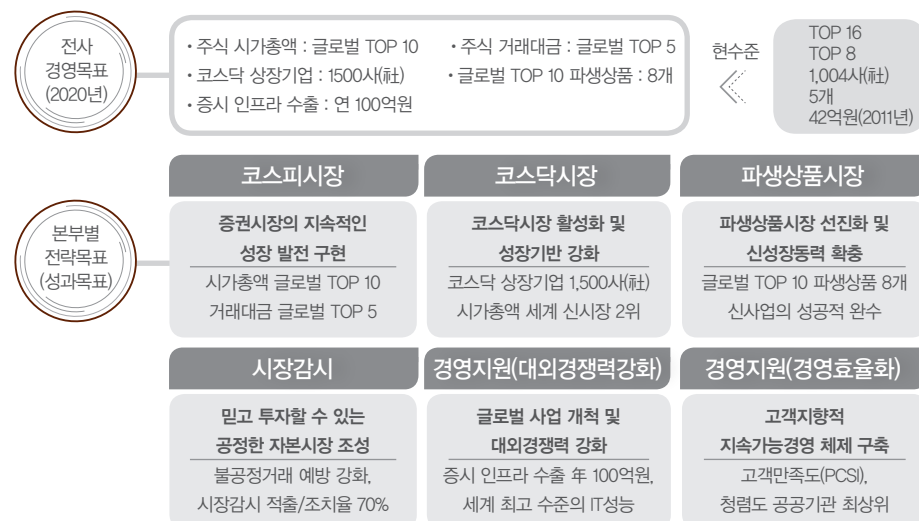 전사
경영목표
(2020년)
• 주식 시가총액 : 글로벌 TOP 10
• 주식 거래대금 : 글로벌 TOP 5
• 코스닥 상장기업 : 1500사(社)
• 글로벌 TOP 10 파생상품 : 8개
• 증시 인프라 수출 : 연 100억원
현수준
TOP 16
TOP 8
1,004사(社)
5개
42억원(2011년)
본부별
전략목표
(성과목표)
코스피시장
증권시장의 지속적인
성장 발전 구현
시가총액 글로벌 TOP 10
거래대금 글로벌 TOP 5
코스닥시장
코스닥시장 활성화 및
성장기반 강화
코스닥 상장기업 1,500사(社)
시가총액 세계 신시장 2위
파생상품시장
파생상품시장 선진화 및
신성장동력 확충
글로벌 TOP 10 파생상품 8개
신사업의 성공적 완수
시장감시
믿고 투자할 수 있는
공정한 자본시장 조성
불공정거래 예방 강화,
시장감시 적출/조치율 70%
경영지원(대외경쟁력강화)
글로벌 사업 개척 및
대외경쟁력 강화
증시 인프라 수출 年 100억원,
세계 최고 수준의 IT성능
경영지원(경영효율화)
고객지향적
지속가능경영 체제 구축
고객만족도(PCSI),
청렴도 공공기관 최상위